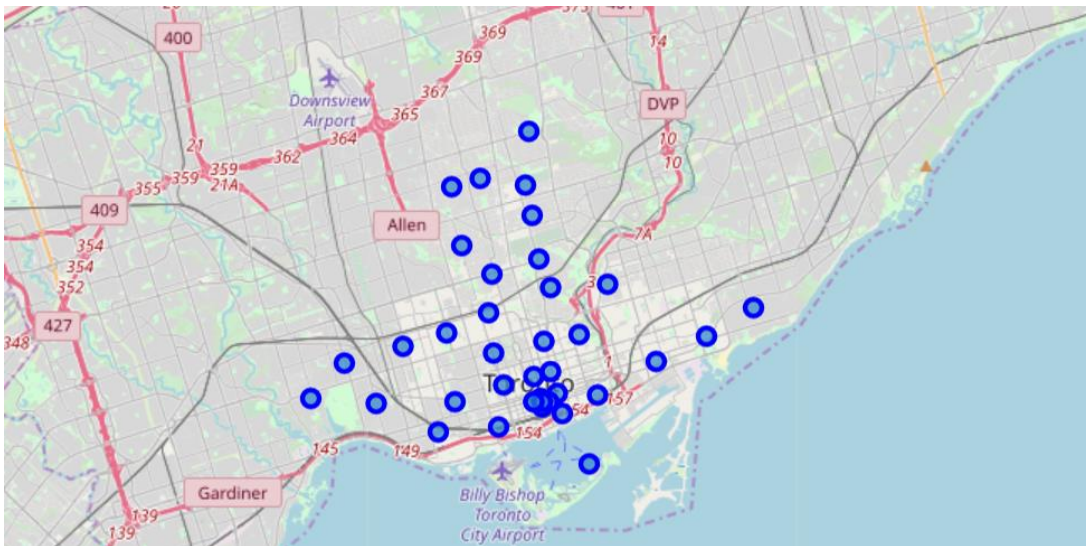 400
369
369
367
365
364
362
359
359
21A
21
355
409
354
354
352
427
348
Downsview
Airport
Allen
14
DVP
10
10
7A
3
1
Toronto
157
154
149
145
Gardiner
139
139
Billy Bishop
Toronto
City Airport